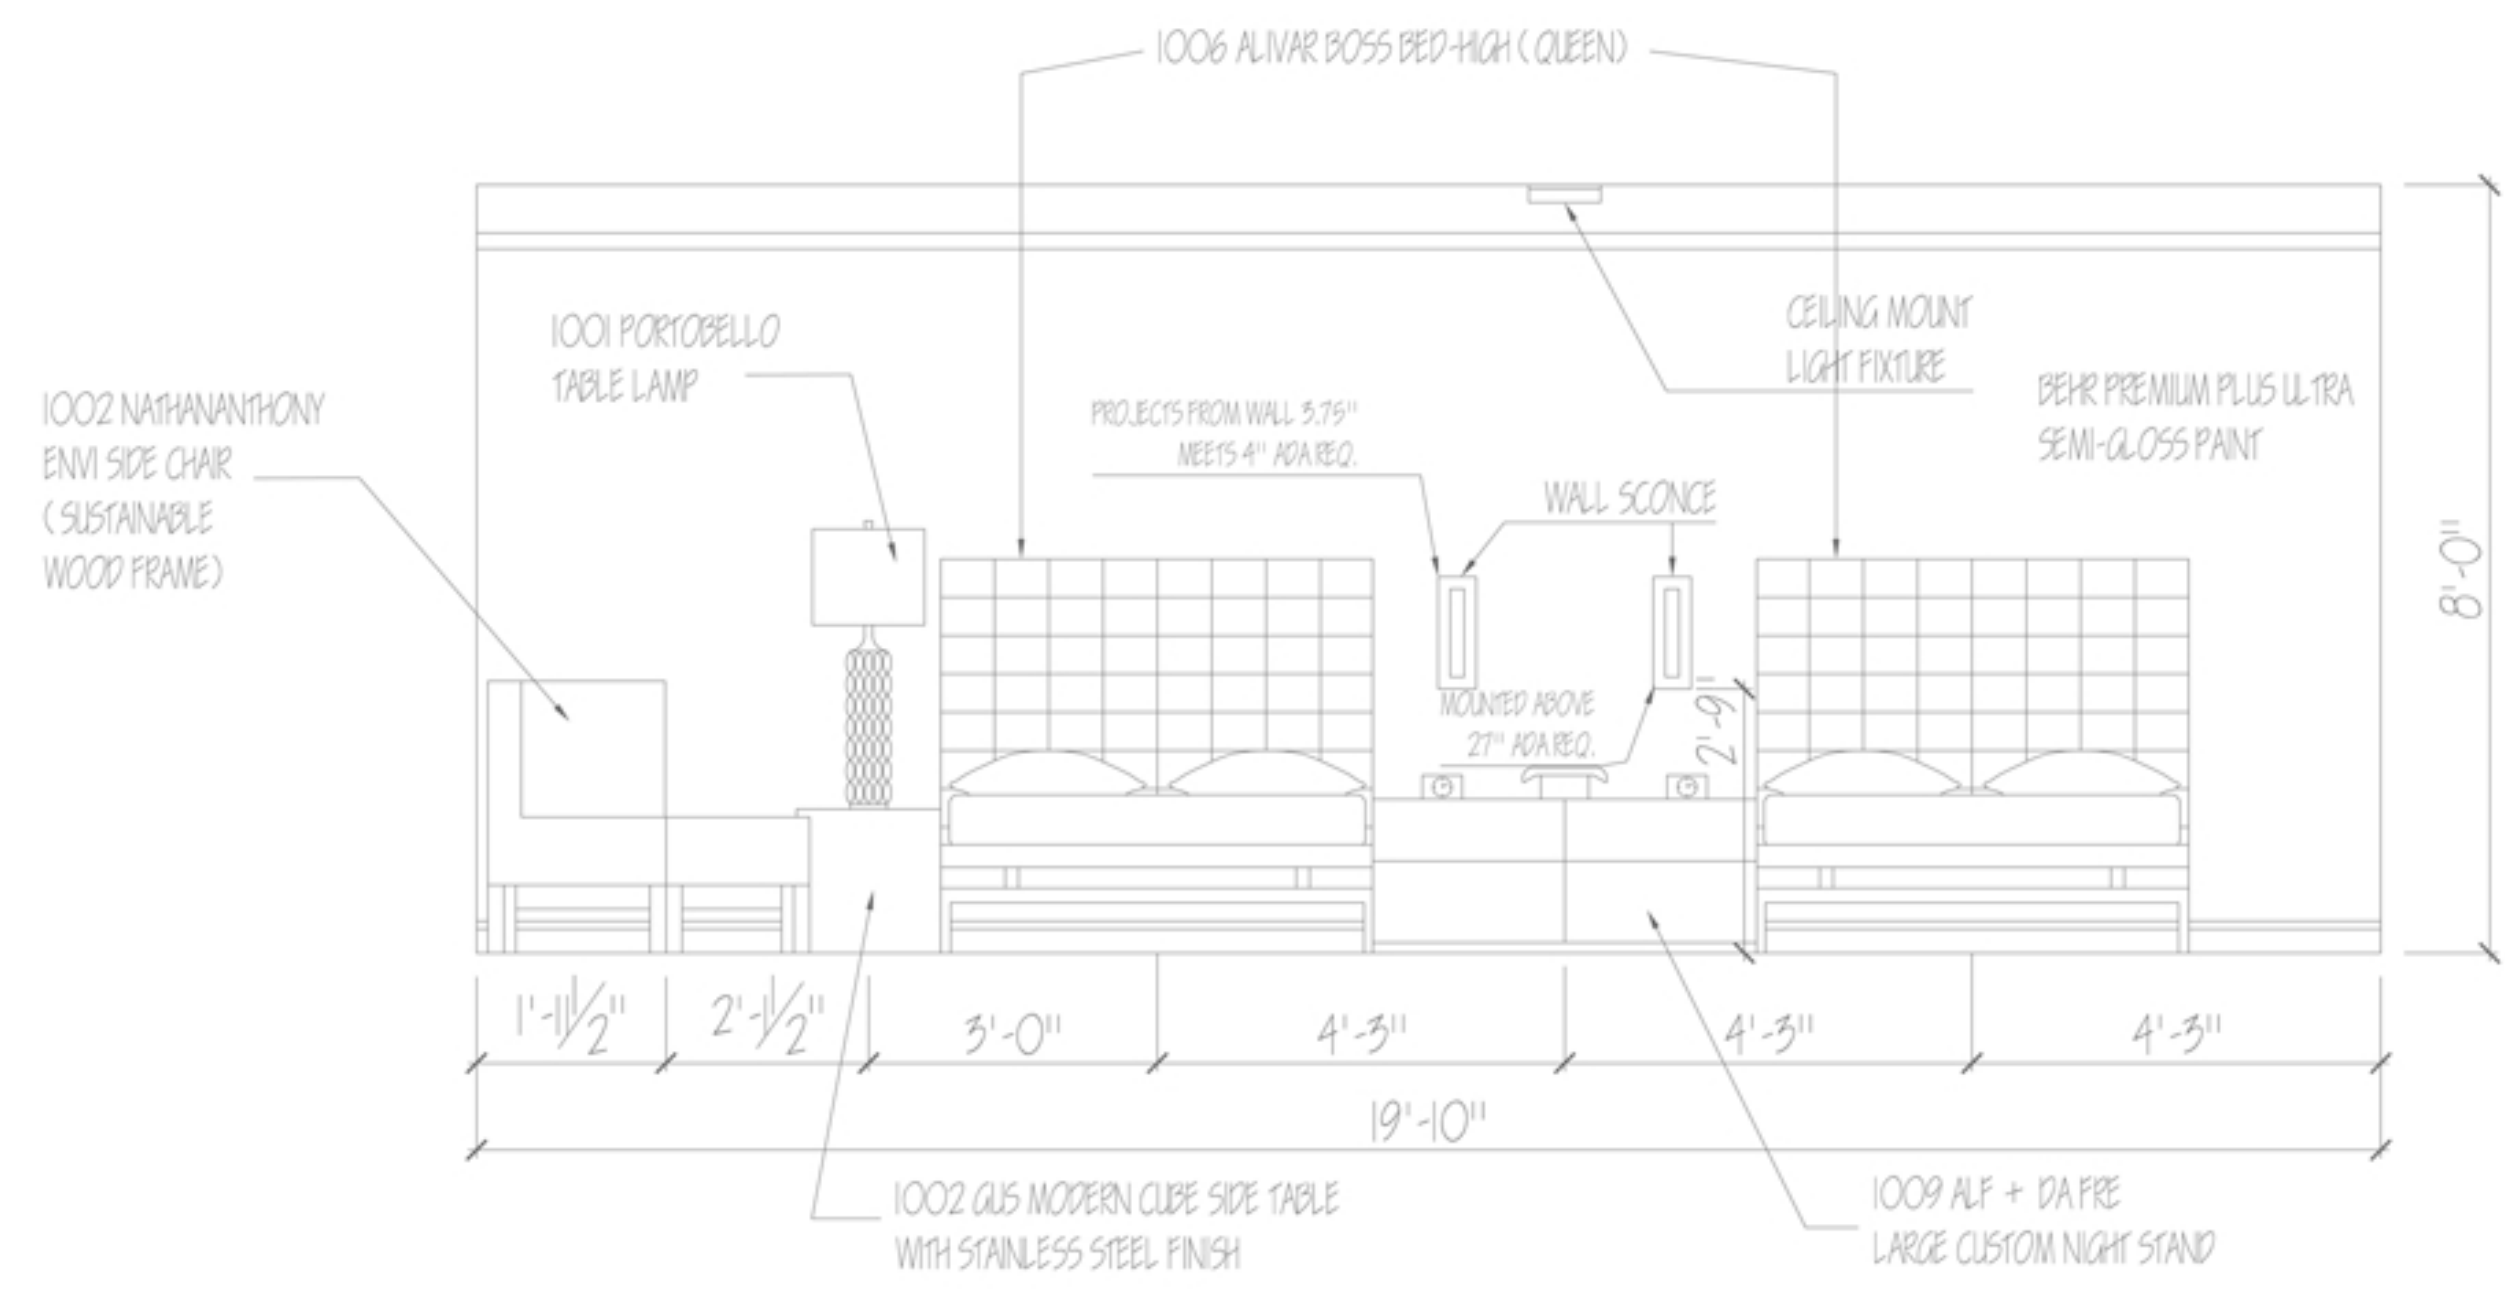 1006 ALIVAR BOSS BED-HIGH (QUEEN)
1001 PORTOBELLO
TABLE LAMP
CEILING MOUNT
LIGHT FIXTURE
BEHR PREMIUM PLUS ULTRA
SEMI-GLOSS PAINT
1002 NATHANANTHONY
ENVI SIDE CHAIR
(SUSTAINABLE
WOOD FRAME)
PROJECTS FROM WALL 3.75"
MEETS 4" ADA REQ.
WALL SCONCE
8'-0"
MOUNTED ABOVE
27" ADA REQ.
2'-9"
1'-11 1/2"
2'-1/2"
3'-0"
4'-3"
4'-3"
4'-3"
19'-10"
1002 GUS MODERN CUBE SIDE TABLE
WITH STAINLESS STEEL FINISH
1009 ALF + DA FRE
LARGE CUSTOM NIGHT STAND